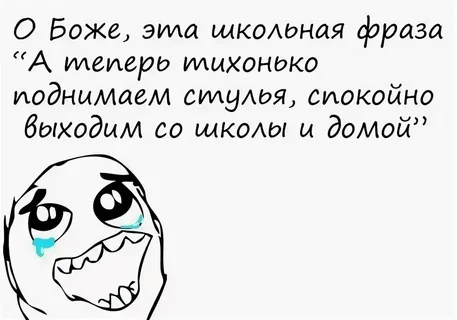 О Боже, эта школьная фраза
“А теперь тихонько
поднимаем стулья, спокойно
выходим со школы и домой”